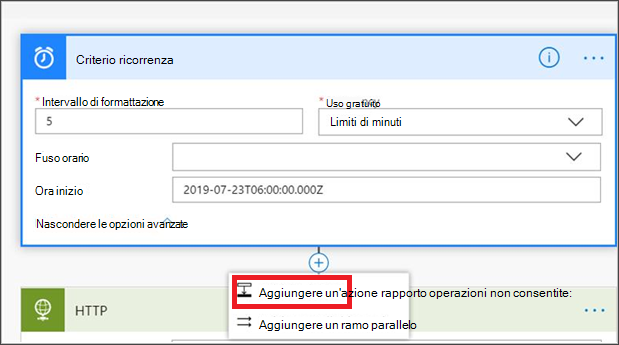 Criterio ricorrenza
* Intervallo di formattazione
* Uso gratuito
5
Limiti di minuti
Fuso orario
Ora inizio
2019-07-23T06:00:00.000Z
Nascondere le opzioni avanzate
Aggiungere un'azione rapporto operazioni non consentite:
HTTP
Aggiungere un ramo parallelo